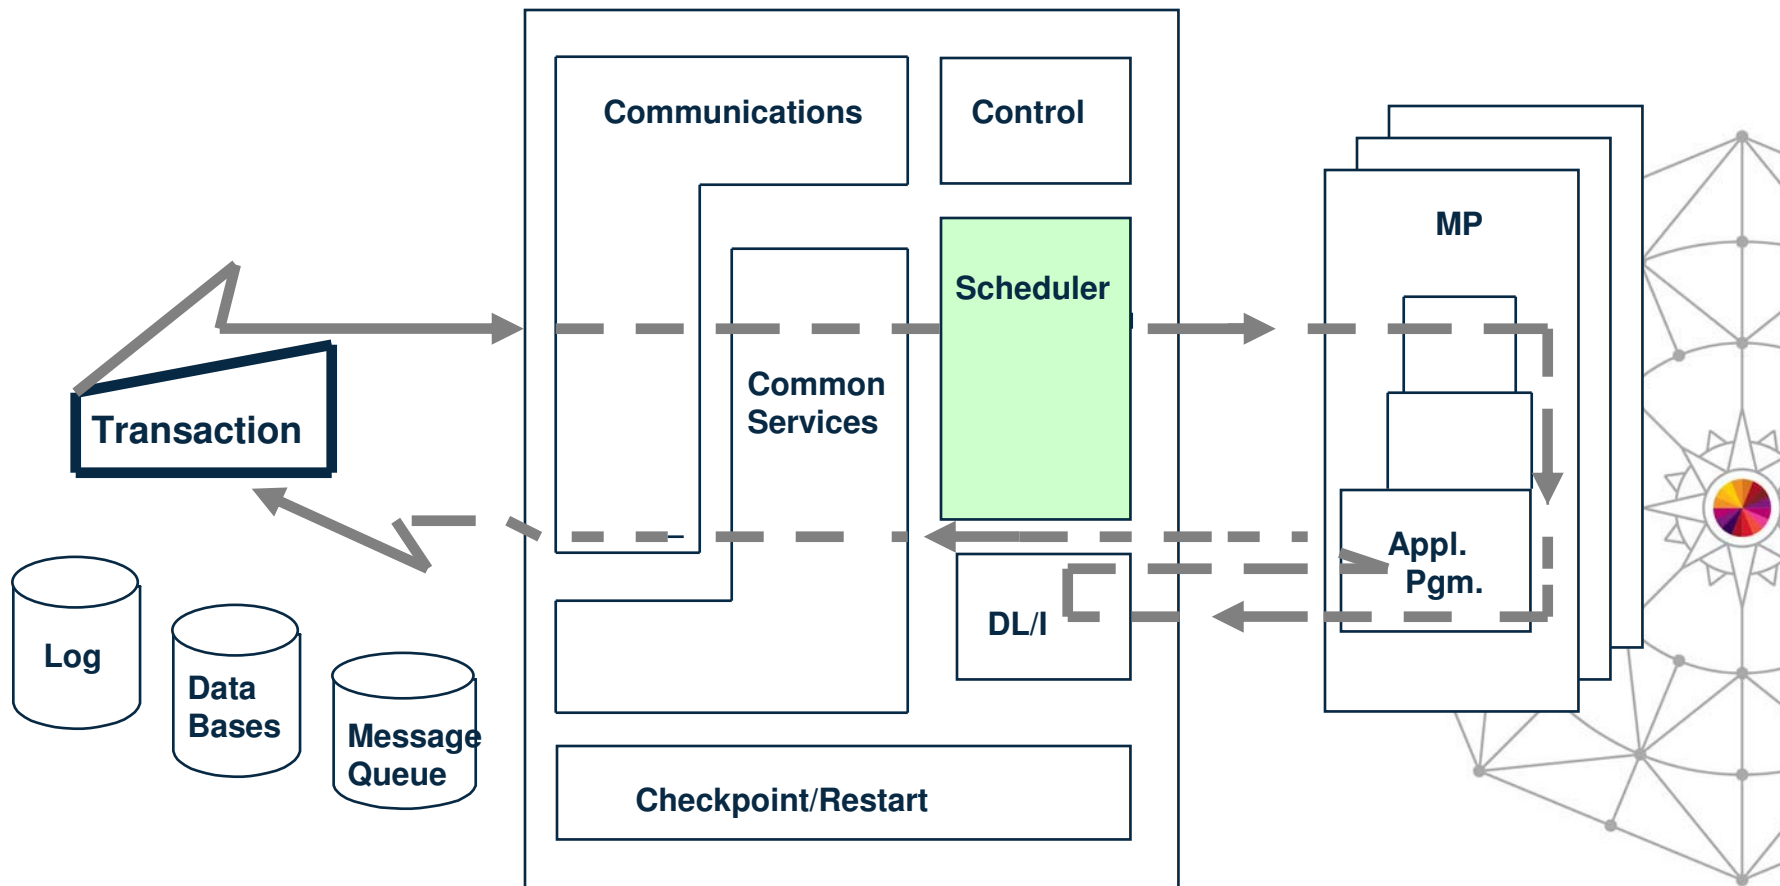 Communications
Control
MP
Scheduler
Common
Services
Transaction
Appl.
Pgm.
DL/I
Log
Data
Bases
Message
Queue
Checkpoint/Restart